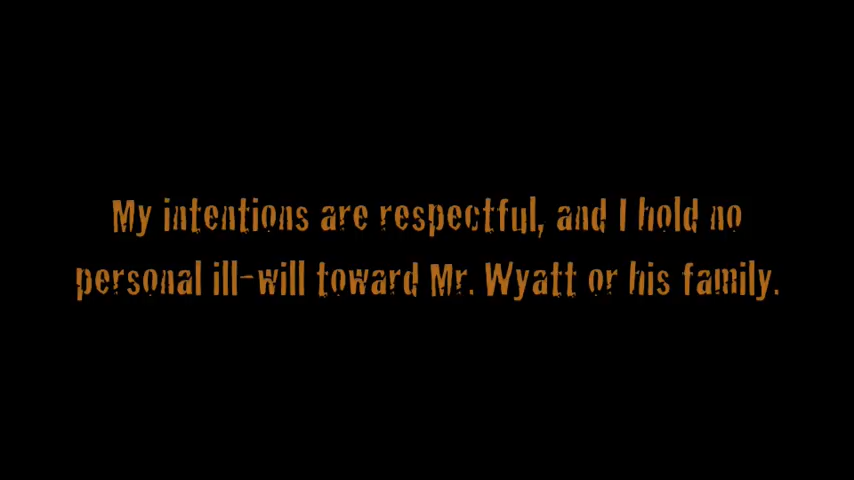 My intentions are respectful, and I hold no
personal ill-will toward Mr. Wyatt or his family.